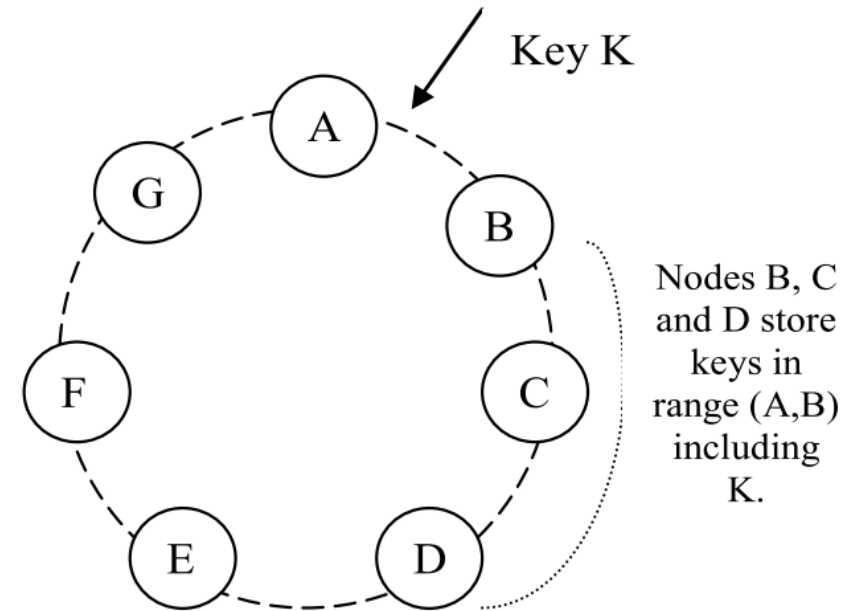 Key K
A
G
B
Nodes B, C
and D store
keys in
range (A,B)
including
K.
F
C
E
D